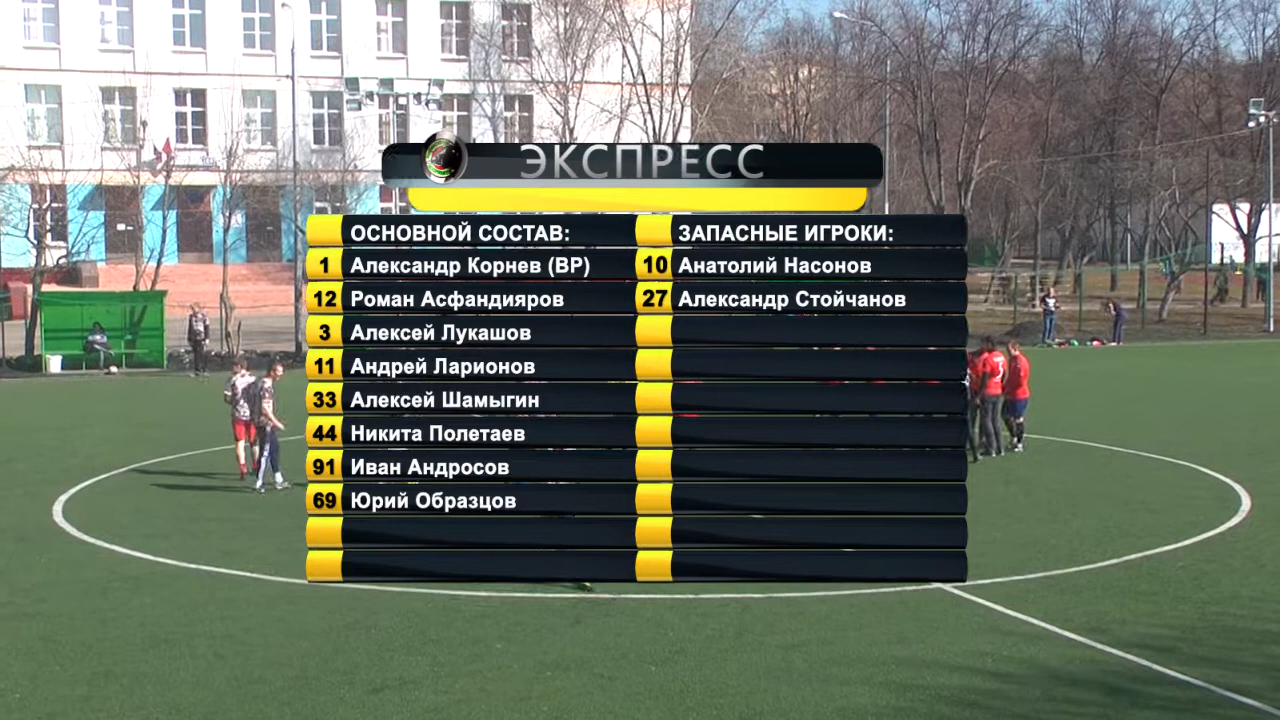 ЭКСПРЕСС
ОСНОВНОЙ СОСТАВ:
1 Александр Корнев (ВР)
12 Роман Асфандияров
3 Алексей Лукашов
11 Андрей Ларионов
33 Алексей Шамыгин
44 Никита Полетаев
91 Иван Андросов
69 Юрий Образцов
ЗАПАСНЫЕ ИГРОКИ:
10 Анатолий Насонов
27 Александр Стойчанов